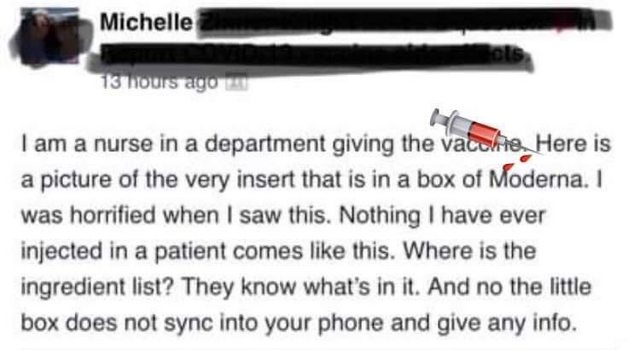 Michelle
13 hours ago
I am a nurse in a department giving the vaccine. Here is
a picture of the very insert that is in a box of Moderna. I
was horrified when I saw this. Nothing I have ever
injected in a patient comes like this. Where is the
ingredient list? They know what's in it. And no the little
box does not sync into your phone and give any info.